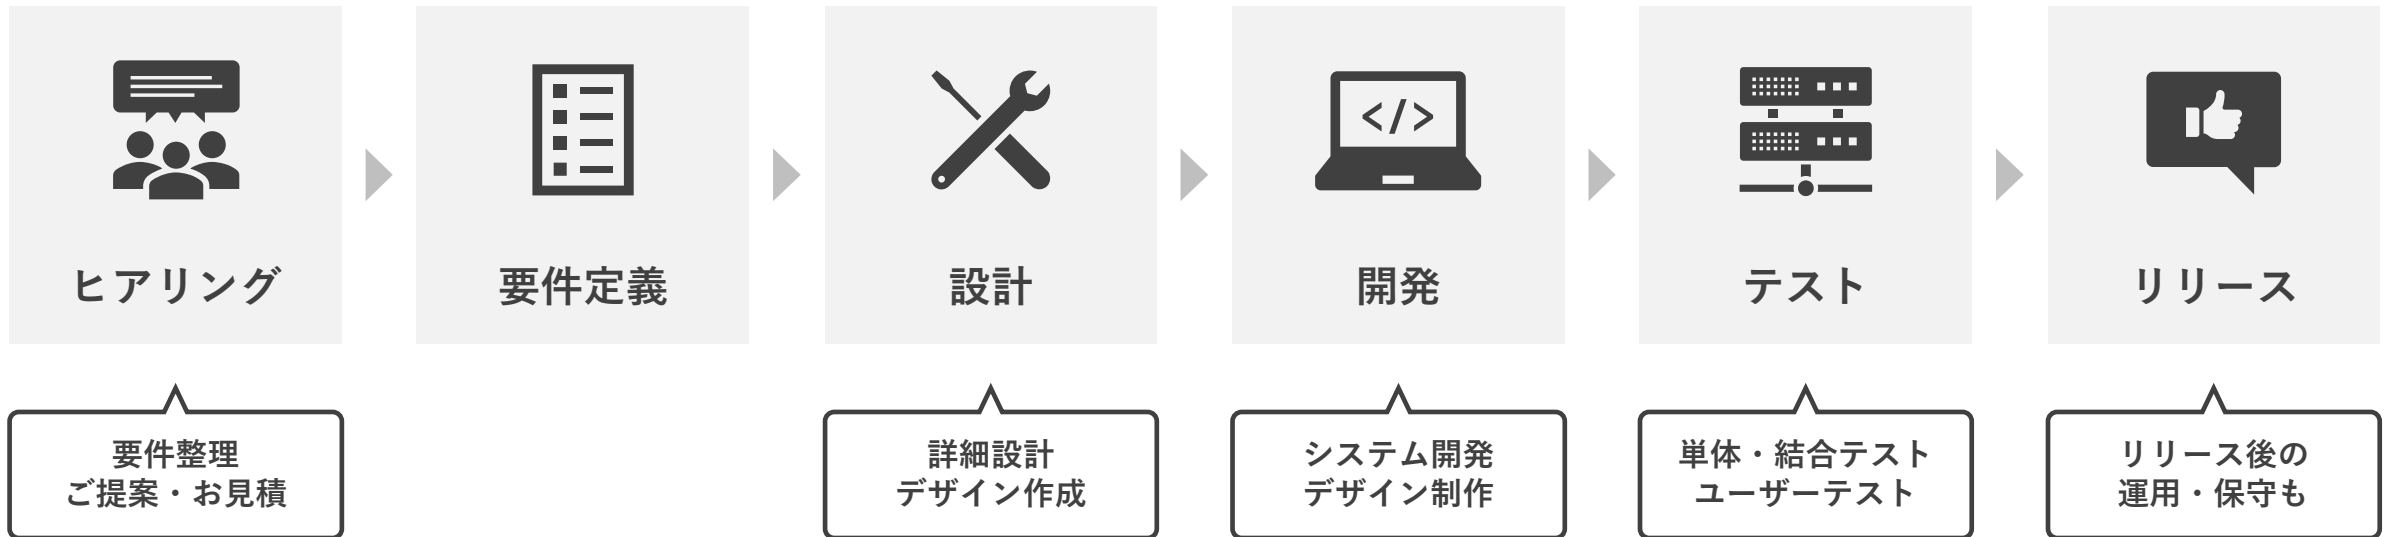 ヒアリング
要件定義
設計
</>
開発
テスト
リリース
要件整理
ご提案・お見積
詳細設計
デザイン作成
システム開発
デザイン制作
単体・結合テスト
ユーザーテスト
リリース後の
運用・保守も